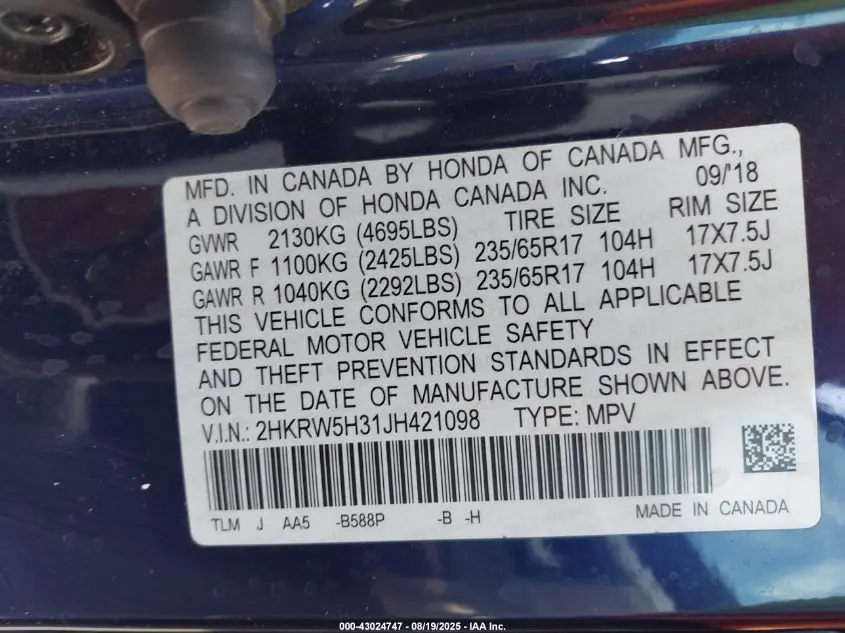 MFD. IN CANADA BY HONDA OF CANADA MFG.,
A DIVISION OF HONDA CANADA INC. 09/'18
GVWR 2130KG (4695LBS) TIRE SIZE RIM SIZE
GAWR F 1100KG (2425LBS) 235/65R17 104H 17X7.5J
GAWR R 1040KG (2292LBS) 235/65R17 104H 17X7.5J
THIS VEHICLE CONFORMS TO ALL APPLICABLE
FEDERAL MOTOR VEHICLE SAFETY
AND THEFT PREVENTION STANDARDS IN EFFECT
ON THE DATE OF MANUFACTURE SHOWN ABOVE.
V.I.N.: 2HKRW5H31JH421098 TYPE: MPV
TLM J AA5 -B588P -B -H MADE IN CANADA
000-43024747 - 08/19/2025 - IAA Inc.